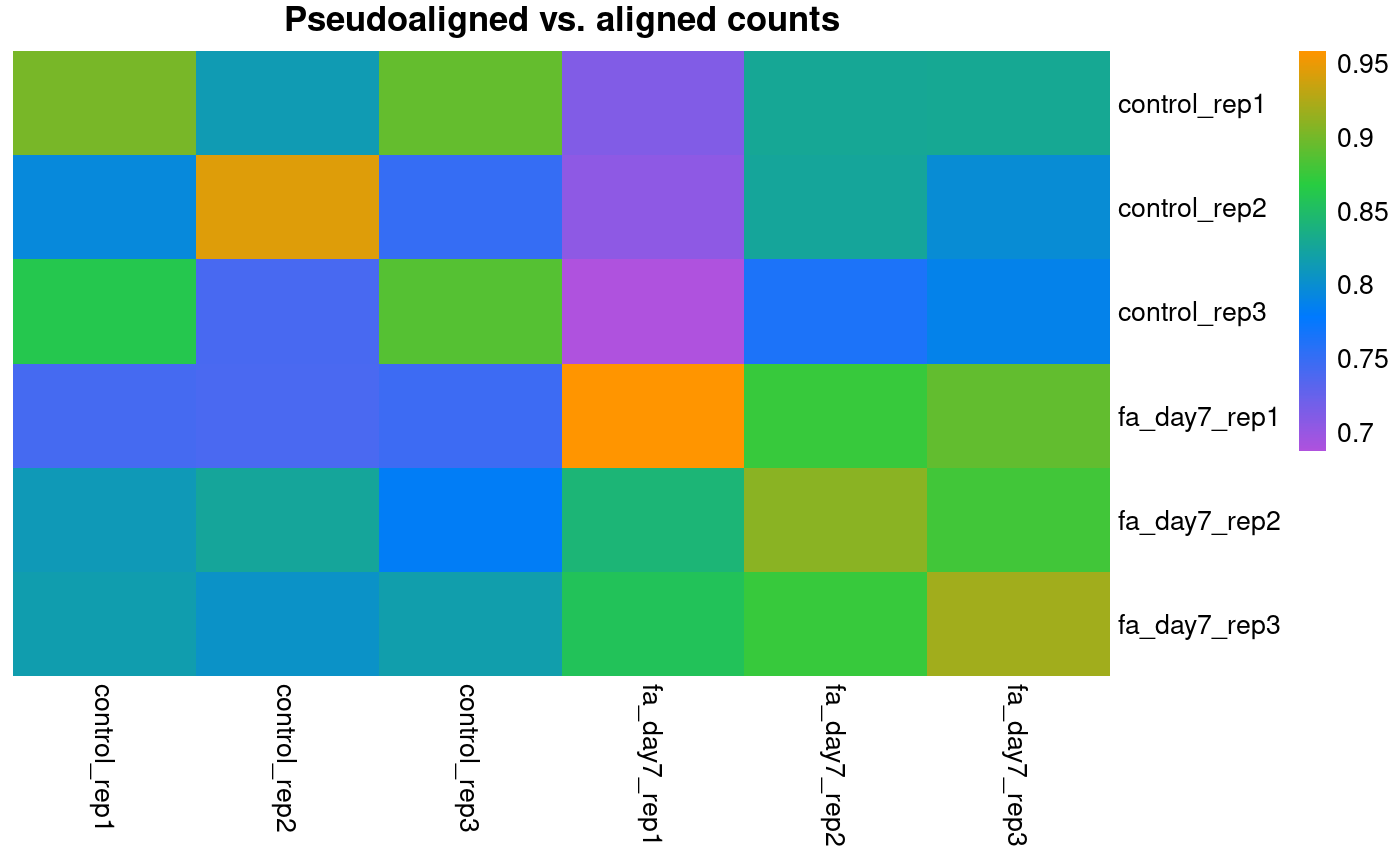 Pseudoaligned vs. aligned counts
control_rep1
control_rep2
control_rep3
fa_day7_rep1
fa_day7_rep2
fa_day7_rep3
0.95
0.9
0.85
0.8
0.75
0.7
control_rep1
control_rep2
control_rep3
fa_day7_rep1
fa_day7_rep2
fa_day7_rep3